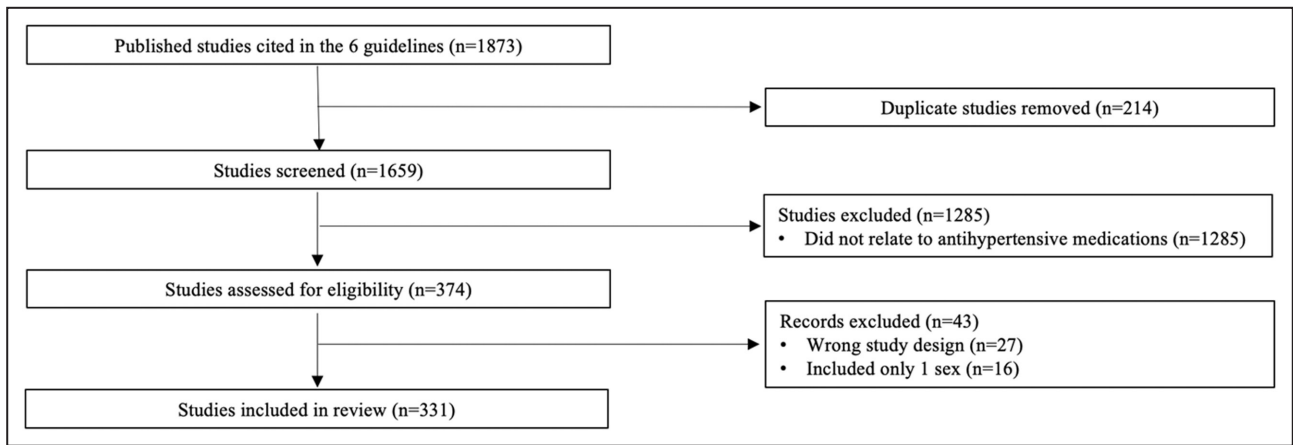 Published studies cited in the 6 guidelines (n=1873)
Duplicate studies removed (n=214)
Studies screened (n=1659)
Studies excluded (n=1285)
• Did not relate to antihypertensive medications (n=1285)
Studies assessed for eligibility (n=374)
Records excluded (n=43)
• Wrong study design (n=27)
• Included only 1 sex (n=16)
Studies included in review (n=331)